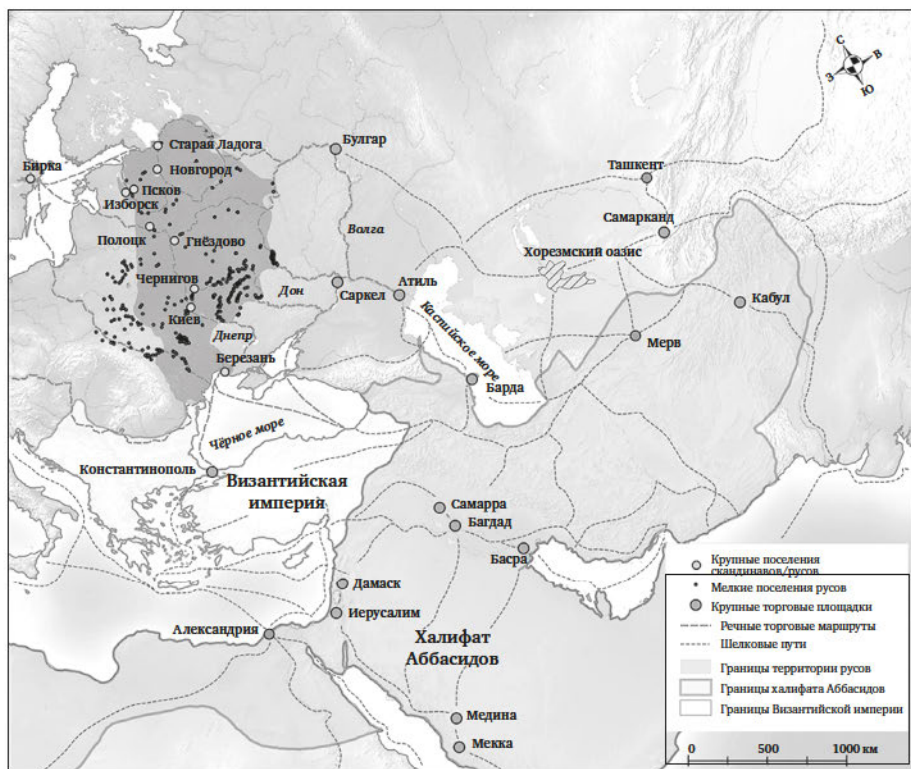 С
В
З
Ю
Старая Ладога
Булгар
Бирка
Новгород
Ташкент
Псков
Изборск
Самарканд
Полоцк
Гнёздово
Волга
Хорезмский оазис
Чернигов
Дон
Саркел
Атиль
Кабул
Киев
Днепр
Каспийское море
Мерв
Березань
Барда
Чёрное море
Константинополь
Византийская
империя
Самарра
Багдад
Басра
Дамаск
Иерусалим
Александрия
Халифат
Аббасидов
Медина
Мекка
Крупные поселения
скандинавов/русов
Мелкие поселения русов
Крупные торговые площадки
Речные торговые маршруты
Шелковые пути
Границы территории русов
Границы халифата Аббасидов
Границы Византийской империи
0 500 1000 км